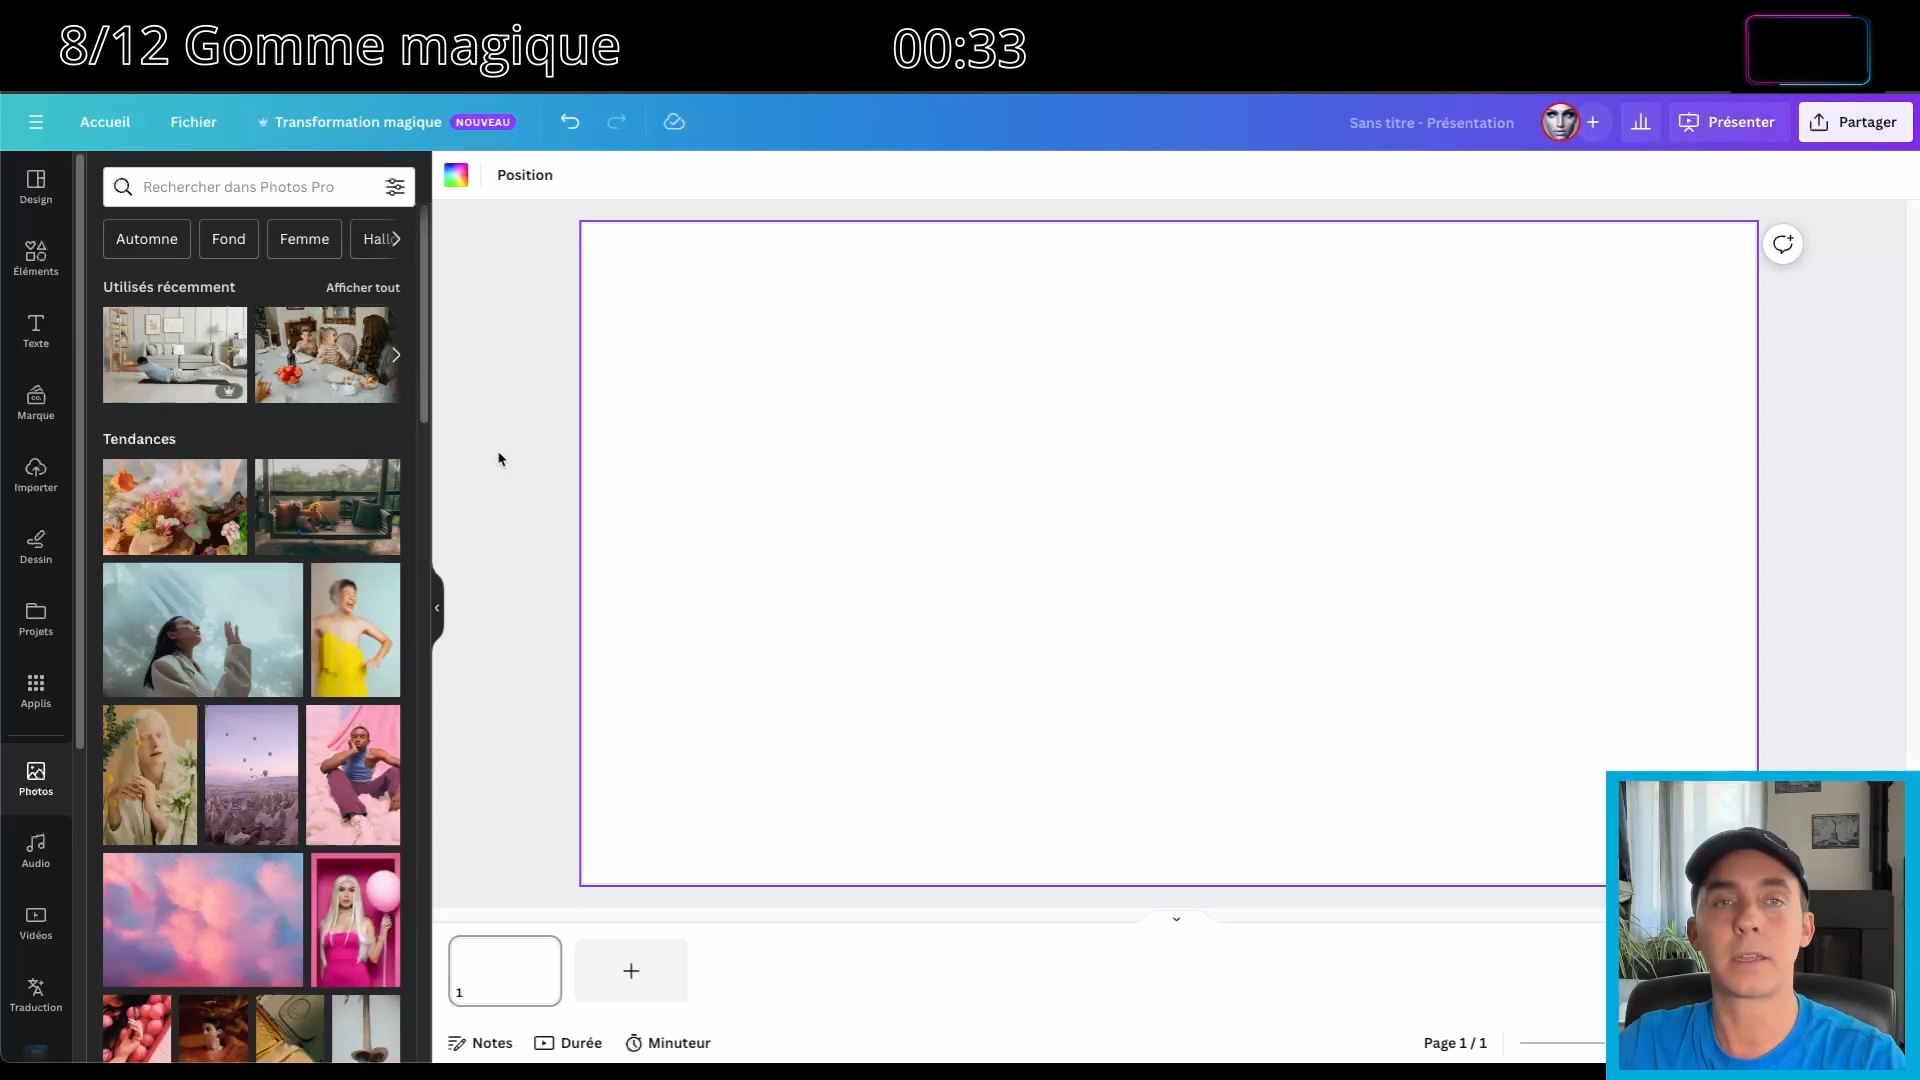 8/12 Gomme magique
00:33
Accueil
Fichier
Transformation magique
NOUVEAU
Sans titre - Présentation
Présenter
Partager
Design
Éléments
Texte
Marque
Importer
Dessin
Projets
Applis
Photos
Audio
Vidéos
Traduction
Rechercher dans Photos Pro
Automne
Fond
Femme
Utilisés récemment
Afficher tout
Tendances
Position
1
Notes
Durée
Minuteur
Page 1 / 1